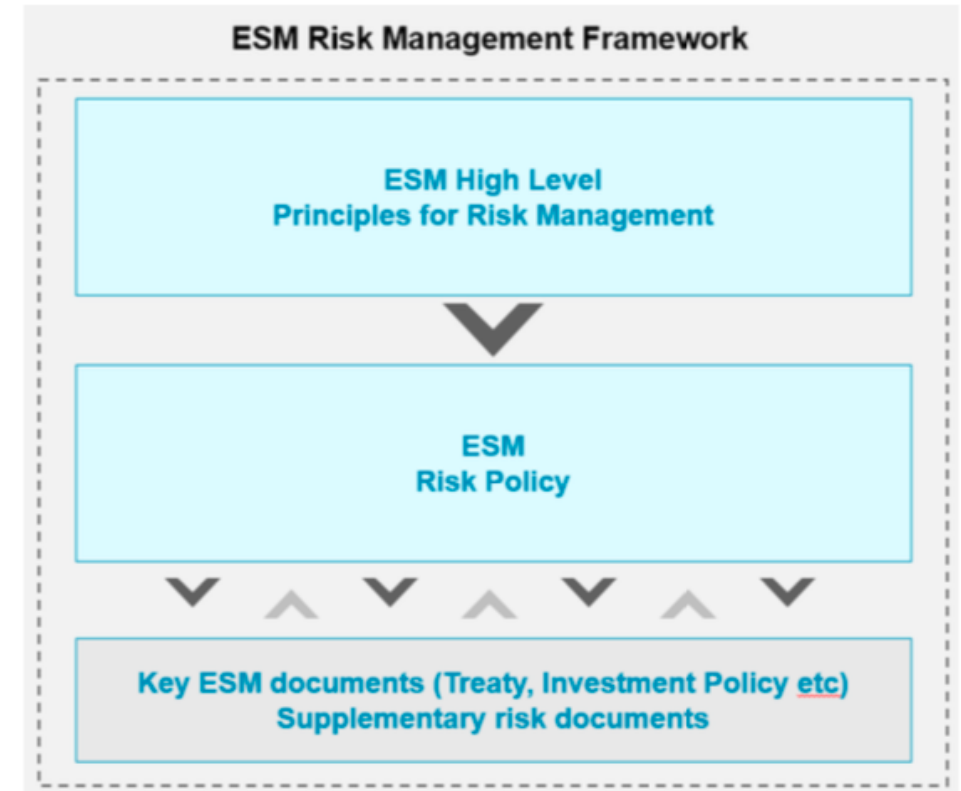 ESM Risk Management Framework
ESM High Level
Principles for Risk Management
ESM
Risk Policy
Key ESM documents (Treaty, Investment Policy etc)
Supplementary risk documents